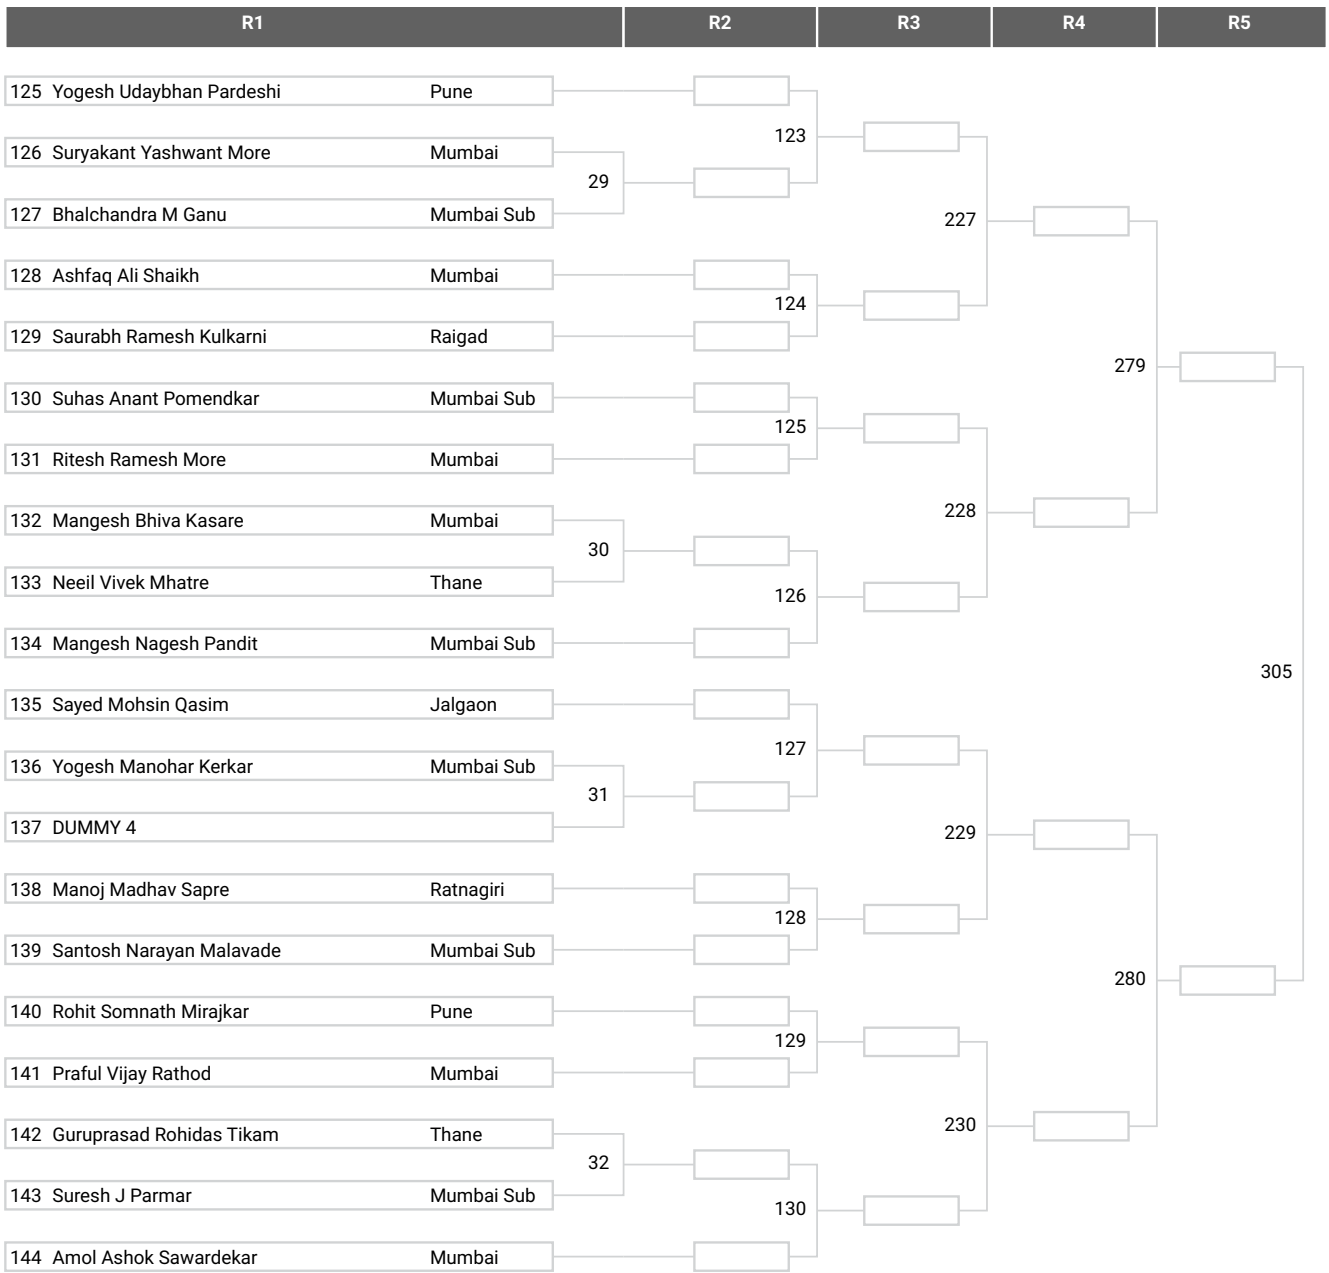 R1 R2 R3 R4 R5
125 Yogesh Udaybhan Pardeshi Pune
123
126 Suryakant Yashwant More Mumbai
29
127 Bhalchandra M Ganu Mumbai Sub
227
128 Ashfaq Ali Shaikh Mumbai
124
129 Saurabh Ramesh Kulkarni Raigad
279
130 Suhas Anant Pomendkar Mumbai Sub
125
131 Ritesh Ramesh More Mumbai
228
132 Mangesh Bhiva Kasare Mumbai
30
133 Neeil Vivek Mhatre Thane
126
134 Mangesh Nagesh Pandit Mumbai Sub
305
135 Sayed Mohsin Qasim Jalgaon
127
136 Yogesh Manohar Kerkar Mumbai Sub
31
137 DUMMY 4
229
138 Manoj Madhav Sapre Ratnagiri
128
139 Santosh Narayan Malavade Mumbai Sub
280
140 Rohit Somnath Mirajkar Pune
129
141 Praful Vijay Rathod Mumbai
230
142 Guruprasad Rohidas Tikam Thane
32
143 Suresh J Parmar Mumbai Sub
130
144 Amol Ashok Sawardekar Mumbai